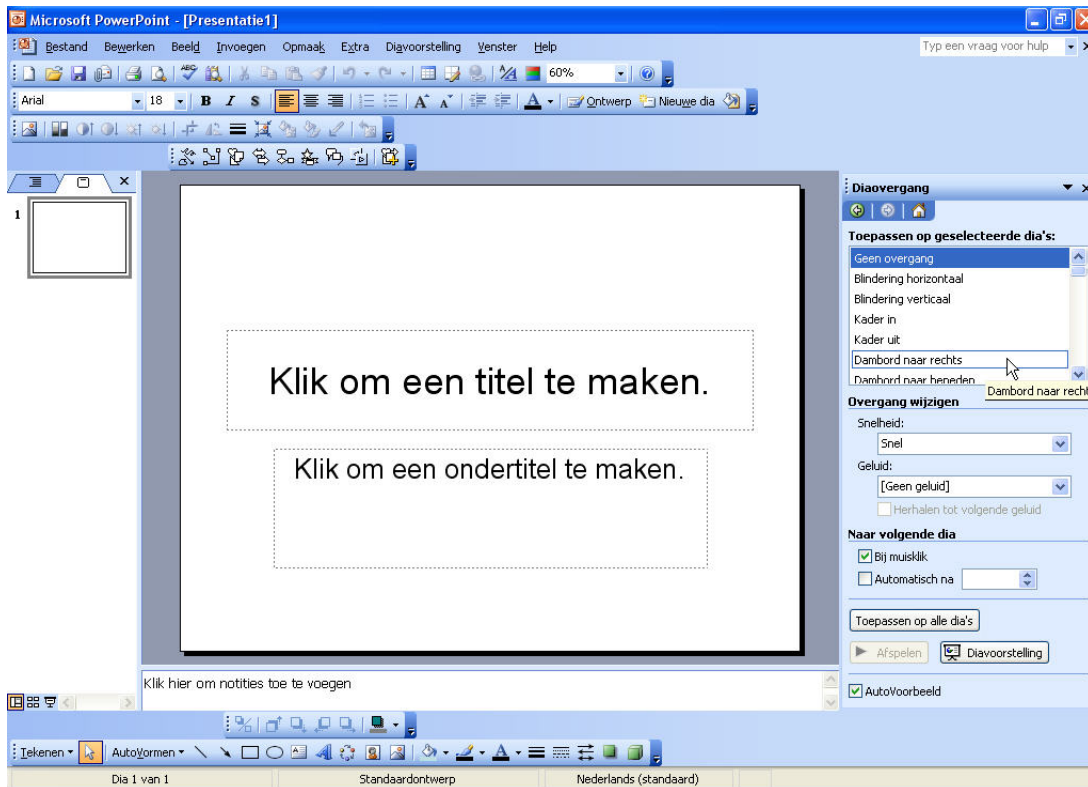 Microsoft PowerPoint - [Presentatie1]
Bestand Bewerken Beeld Invoegen Opmaak Extra Diavoorstelling Venster Help
Typ een vraag voor hulp
60%
Arial 18 B I S A A A A Ontwerp Nieuwe dia
Diaovergang
1
Toepassen op geselecteerde dia's:
Geen overgang
Blindering horizontaal
Blindering verticaal
Kader in
Kader uit
Dambord naar rechts
Dambord naar beneden
Dambord naar recht
Klik om een titel te maken.
Klik om een ondertitel te maken.
Overgang wijzigen
Snelheid:
Snel
Geluid:
[Geen geluid]
Herhalen tot volgende geluid
Naar volgende dia
Bij muisklik
Automatisch na
Toepassen op alle dia's
Afspelen Diavoorstelling
AutoVoorbeeld
Klik hier om notities toe te voegen
Tekenen AutoVormen
Dia 1 van 1 Standaardontwerp Nederlands (standaard)